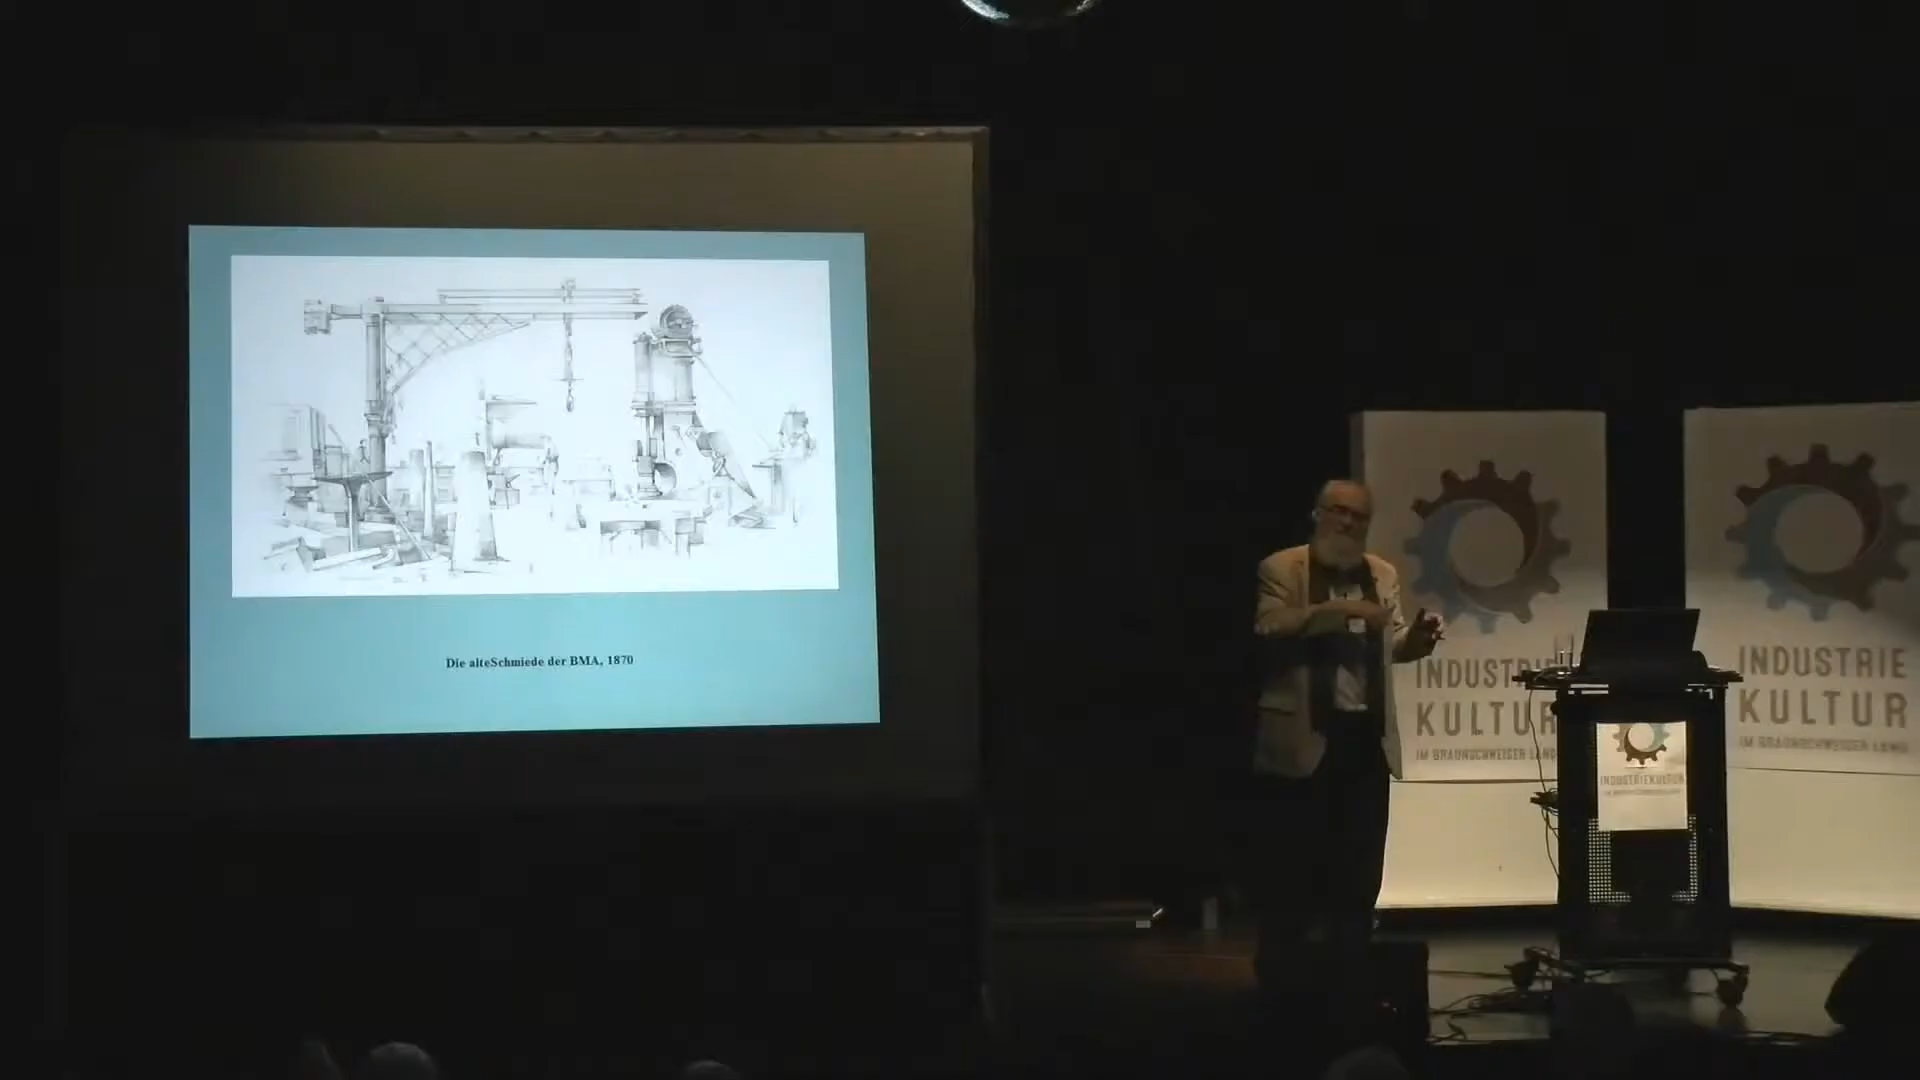 Die alteSchmiede der BMA, 1870
INDUSTRIE
KULTUR
IM BRAUNSCHWEIGER LAND
INDUSTRIE
KULTUR
IM BRAUNSCHWEIGER LAND
INDUSTRIEKULTUR